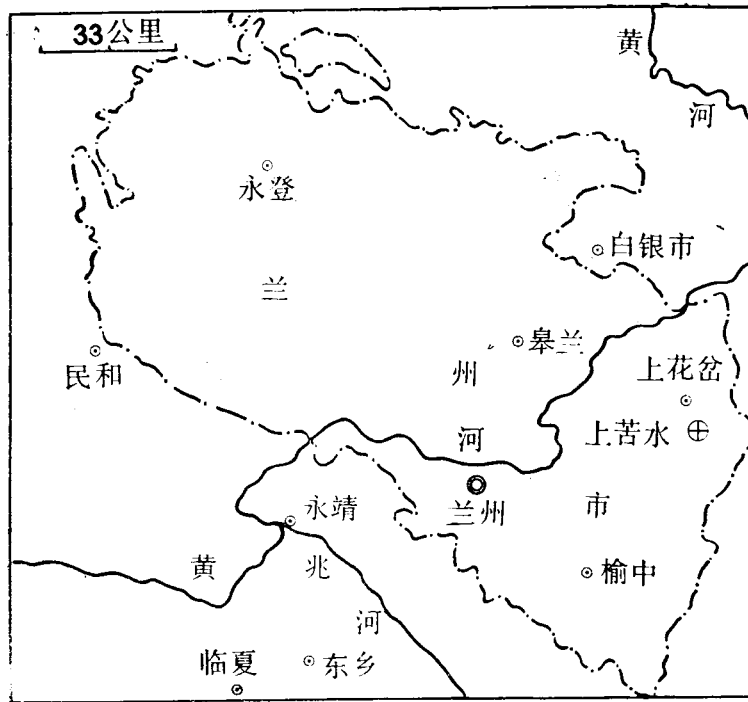 33公里
黄
河
永登
白银市
兰
皋兰
民和
州
上花岔
河
上苦水
兰州
市
永靖
黄
兆
榆中
河
临夏
东乡